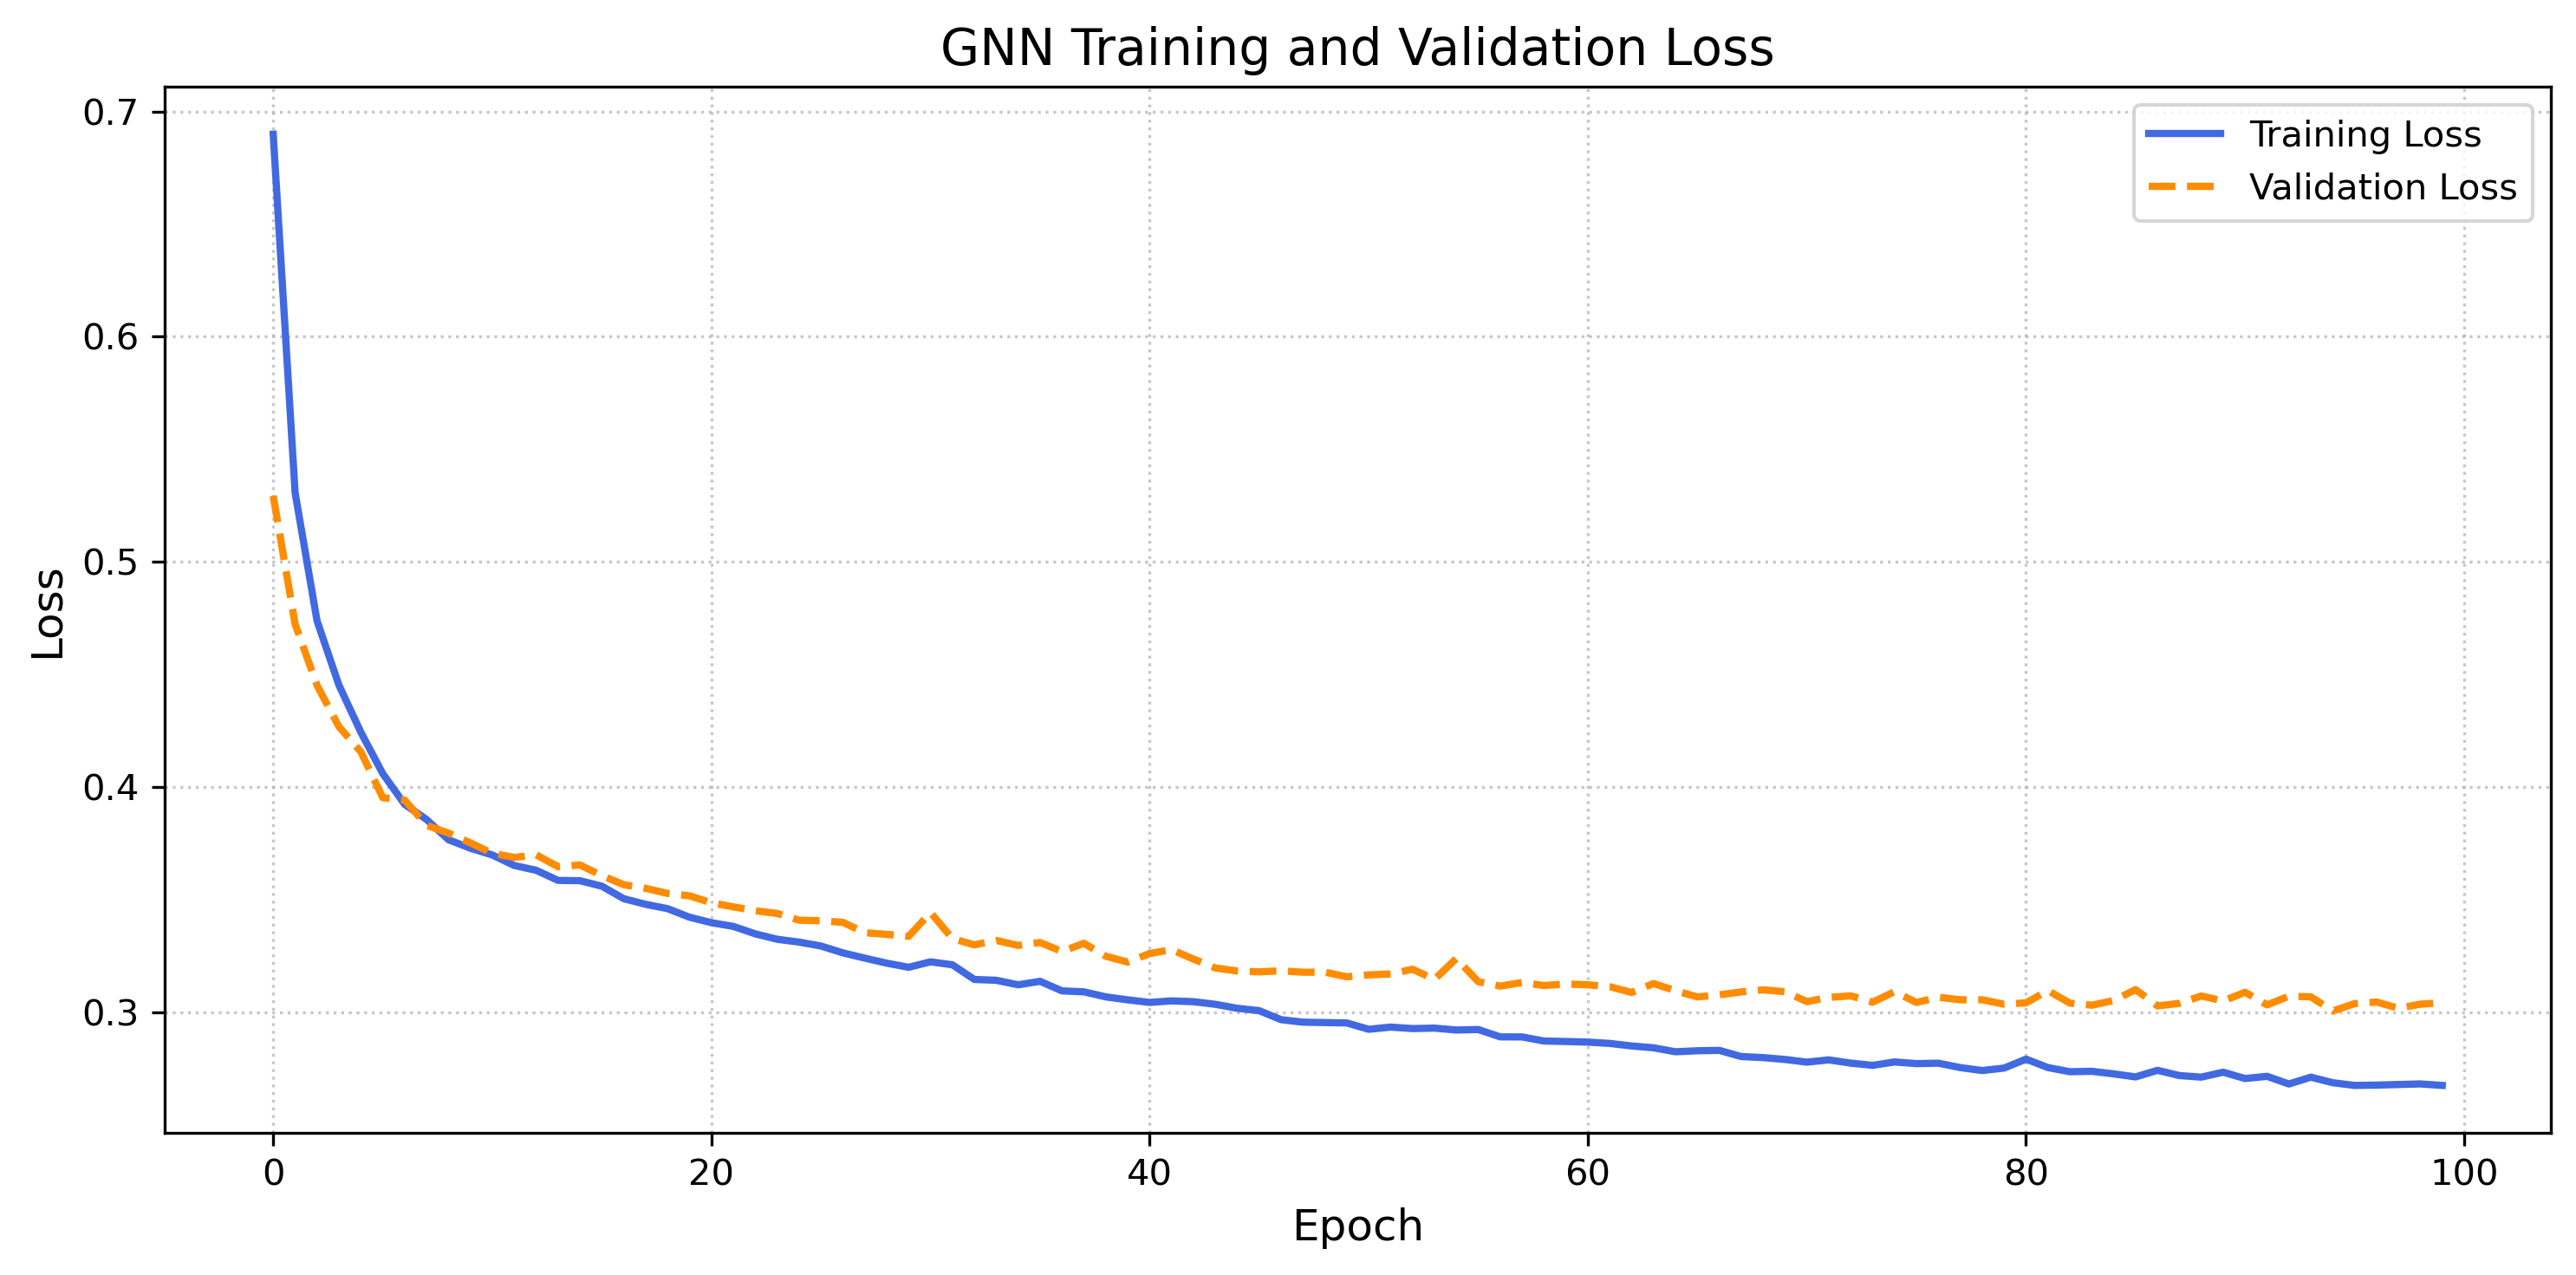 GNN Training and Validation Loss
0.7
Training Loss
Validation Loss
0.6
0.5
Loss
0.4
0.3
0 20 40 60 80 100
Epoch